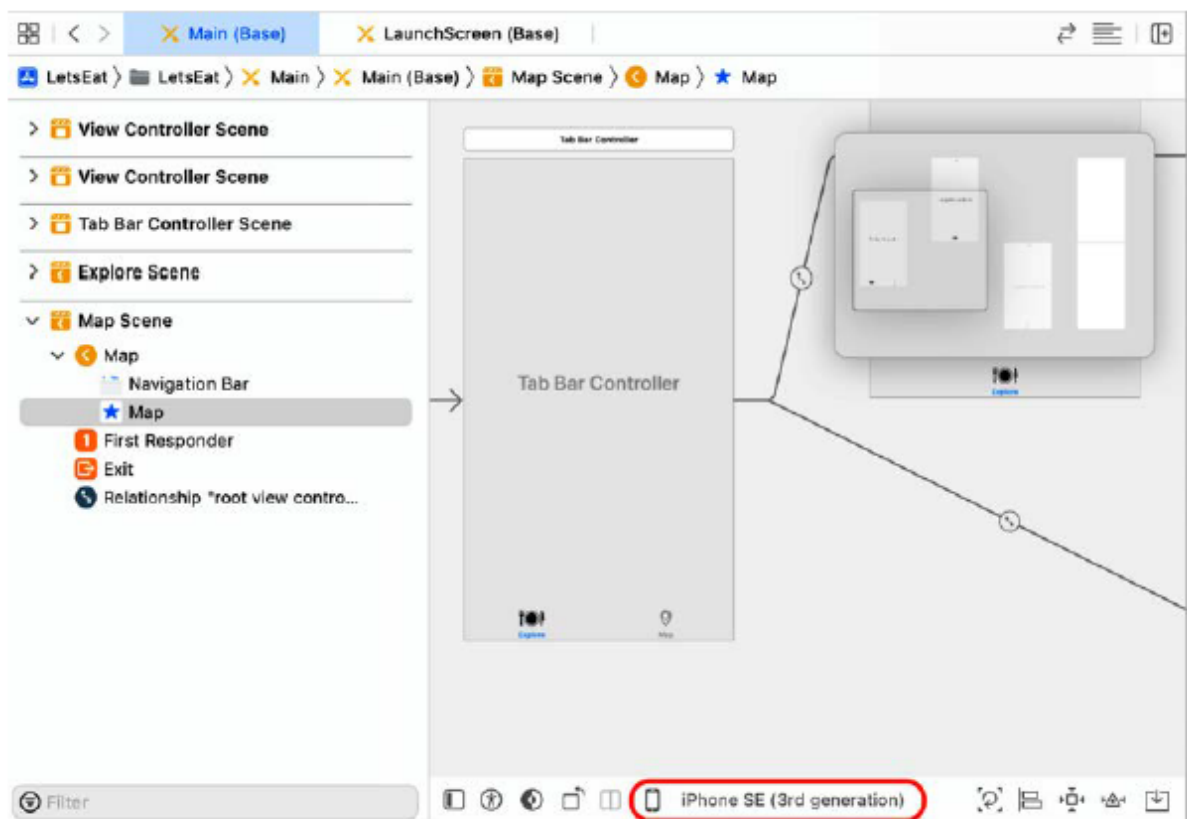 Main (Base)
LaunchScreen (Base)
LetsEat
LetsEat
Main
Main (Base)
Map Scene
Map
Map
View Controller Scene
View Controller Scene
Tab Bar Controller Scene
Explore Scene
Map Scene
Map
Navigation Bar
Map
First Responder
Exit
Relationship "root view contro...
Filter
Tab Bar Controller
Tab Bar Controller
Explore
Map
Explore
iPhone SE (3rd generation)